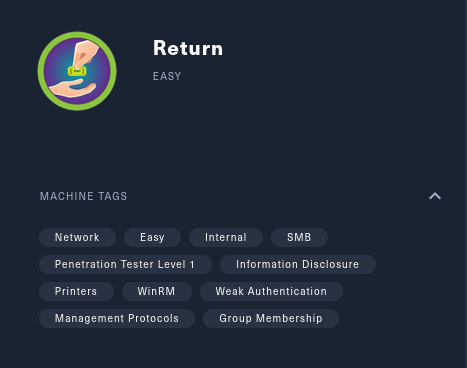 Return
EASY
MACHINE TAGS
Network Easy Internal SMB
Penetration Tester Level 1 Information Disclosure
Printers WinRM Weak Authentication
Management Protocols Group Membership